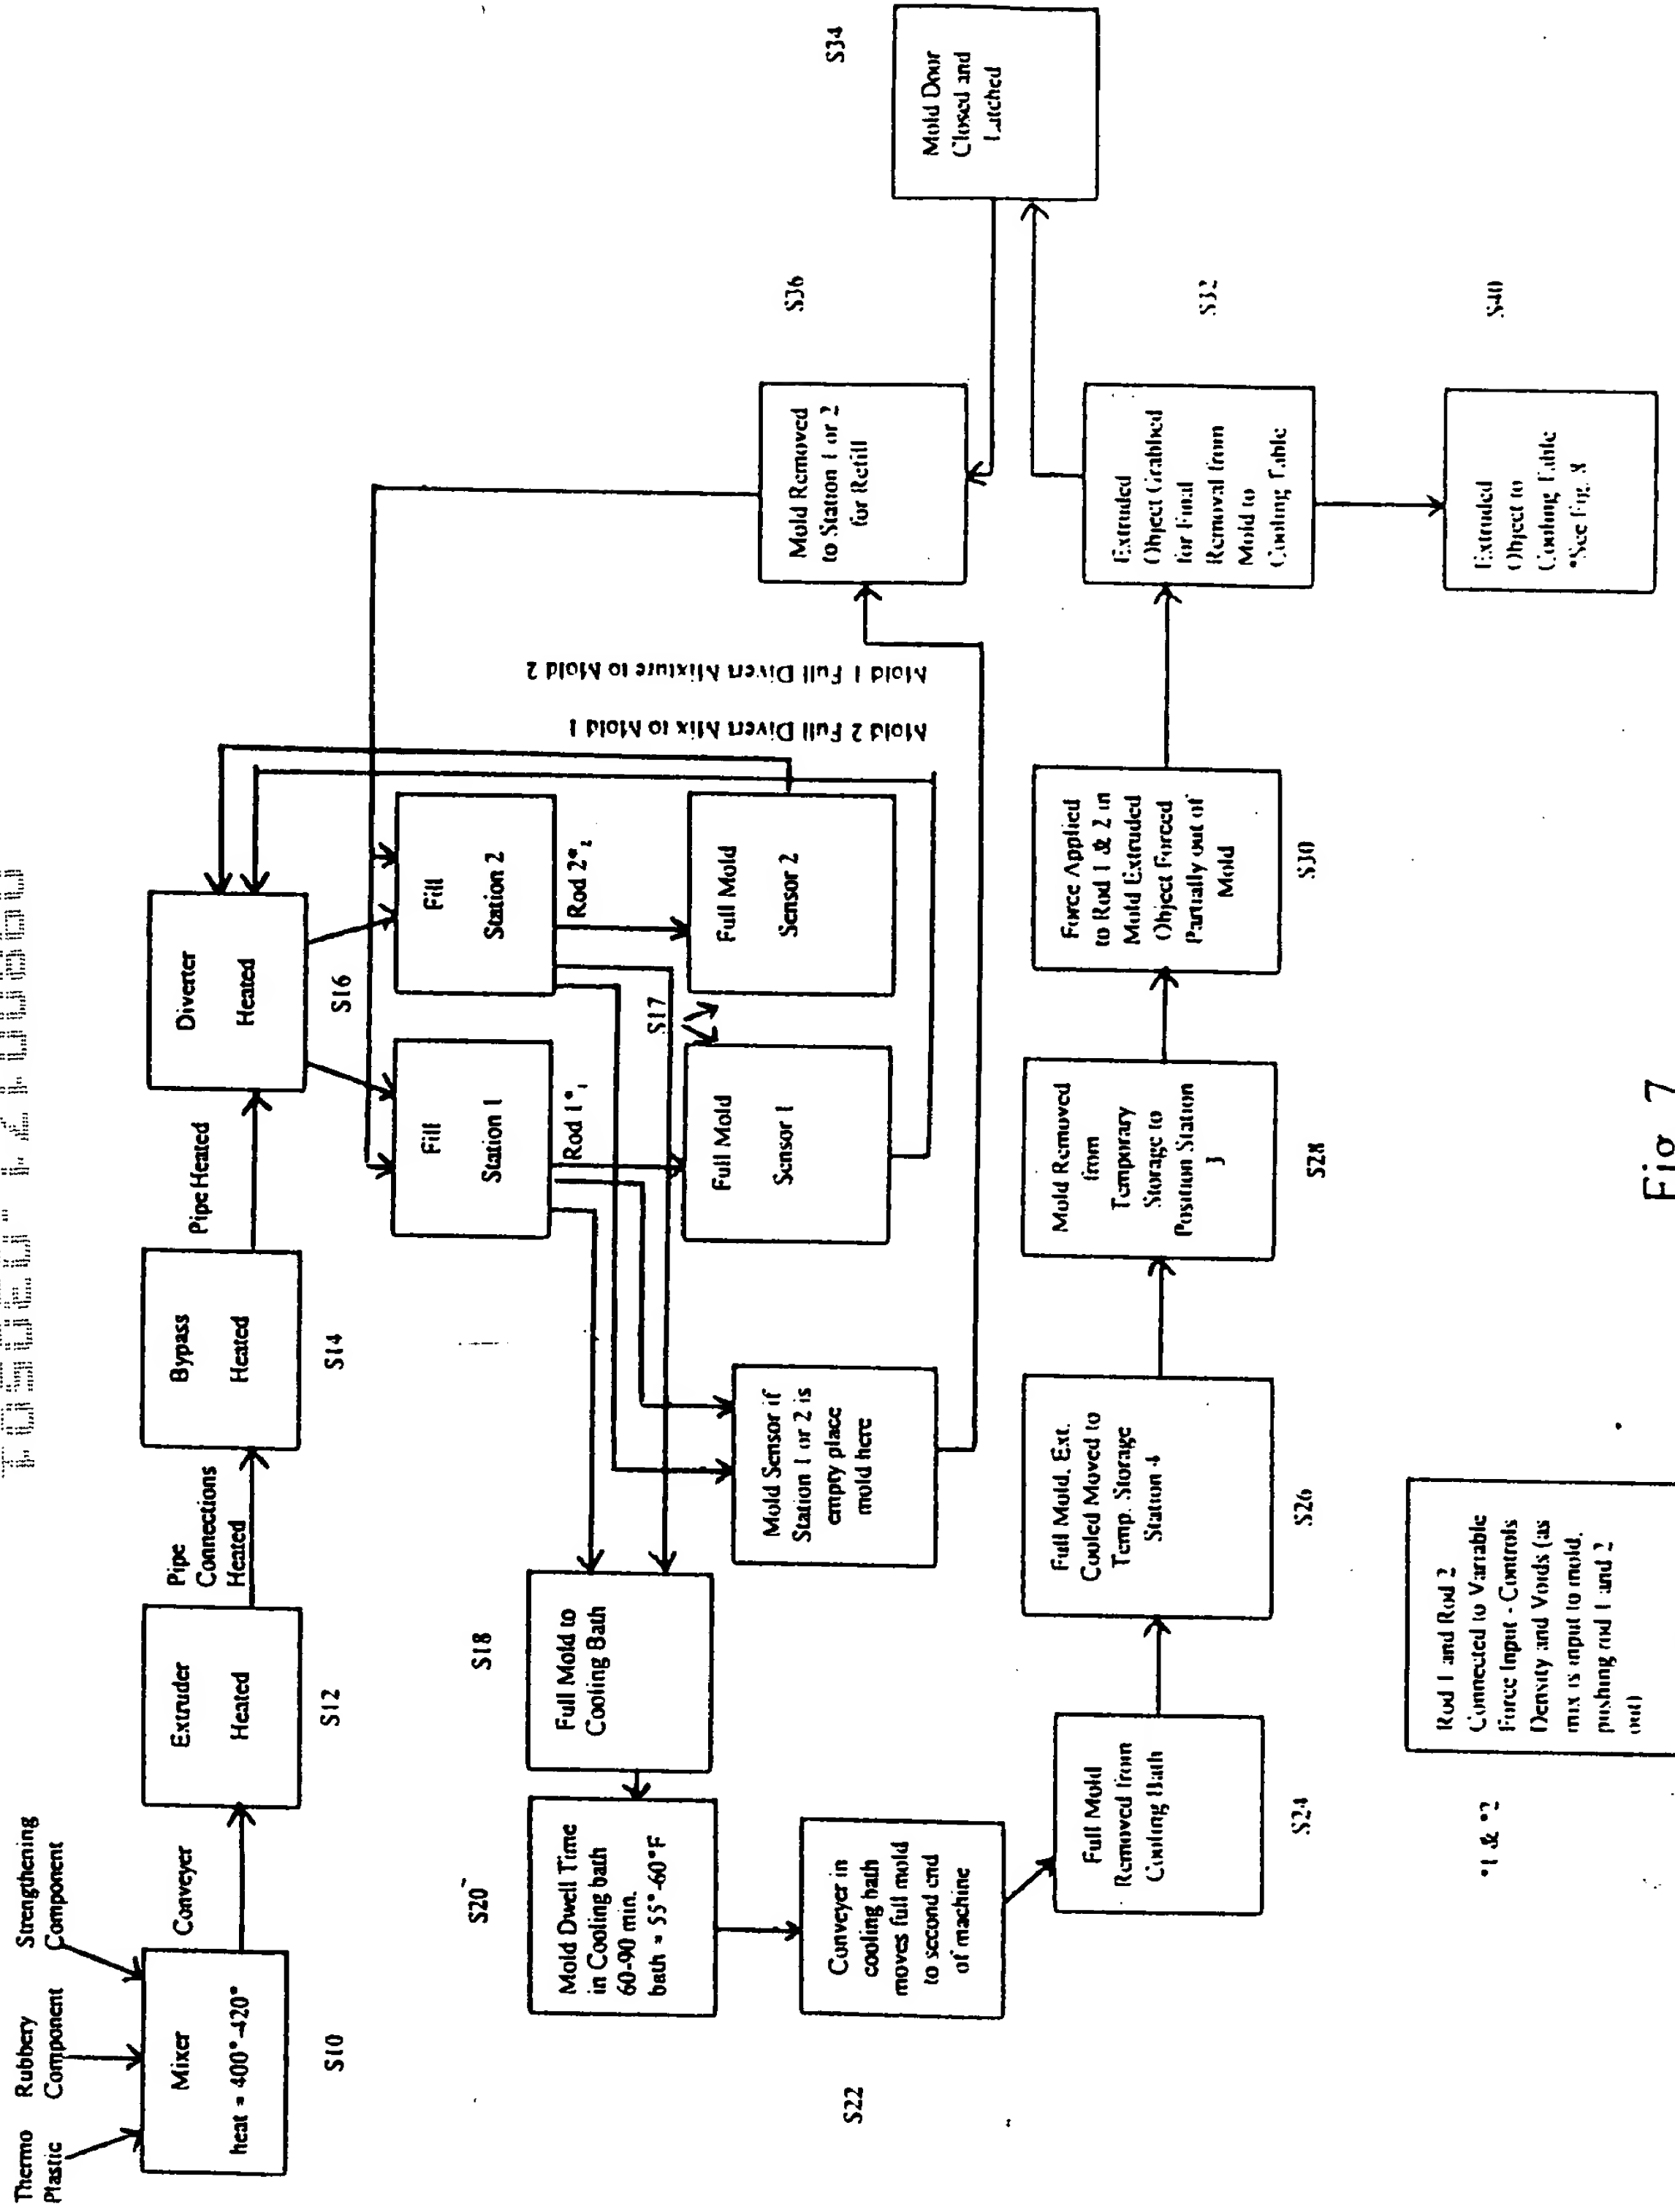 Thermo
Plastic
Rubbery
Component
Strengthening
Component
Mixer
heat = 400°-420°
S10
Conveyer
Extruder
Heated
S12
Pipe
Connections
Heated
Bypass
Heated
S14
Pipe Heated
Diverter
Heated
S16
Fill
Station 1
Rod 1*1
Fill
Station 2
Rod 2*2
S17
Full Mold
Sensor 1
Full Mold
Sensor 2
Mold 2 Full Divert Mix to Mold 1
Mold 1 Full Divert Mixture to Mold 2
S18
Full Mold to
Cooling Bath
Mold Sensor if
Station 1 or 2 is
empty place
mold here
S20
Mold Dwell Time
in Cooling bath
60-90 min.
bath = 55°-60°F
S22
Conveyer in
cooling bath
moves full mold
to second end
of machine
Full Mold
Removed from
Cooling Bath
S24
Full Mold, Ext.
Cooled Moved to
Temp. Storage
Station 4
S26
Mold Removed
from
Temporary
Storage to
Position Station
3
S28
Force Applied
to Rod 1 & 2 in
Mold Extruded
Object Forced
Partially out of
Mold
S30
Extruded
Object Grabbed
for Final
Removal from
Mold to
Cooling Table
S32
Mold Door
Closed and
Latched
S34
Mold Removed
to Station 1 or 2
for Refill
S36
Extruded
Object to
Cooling Table
*See Fig. 8
S40
*1 & *2
Rod 1 and Rod 2
Connected to Variable
Force Input - Controls
Density and Voids (as
mix is input to mold,
pushing rod 1 and 2
out)
Fig. 7